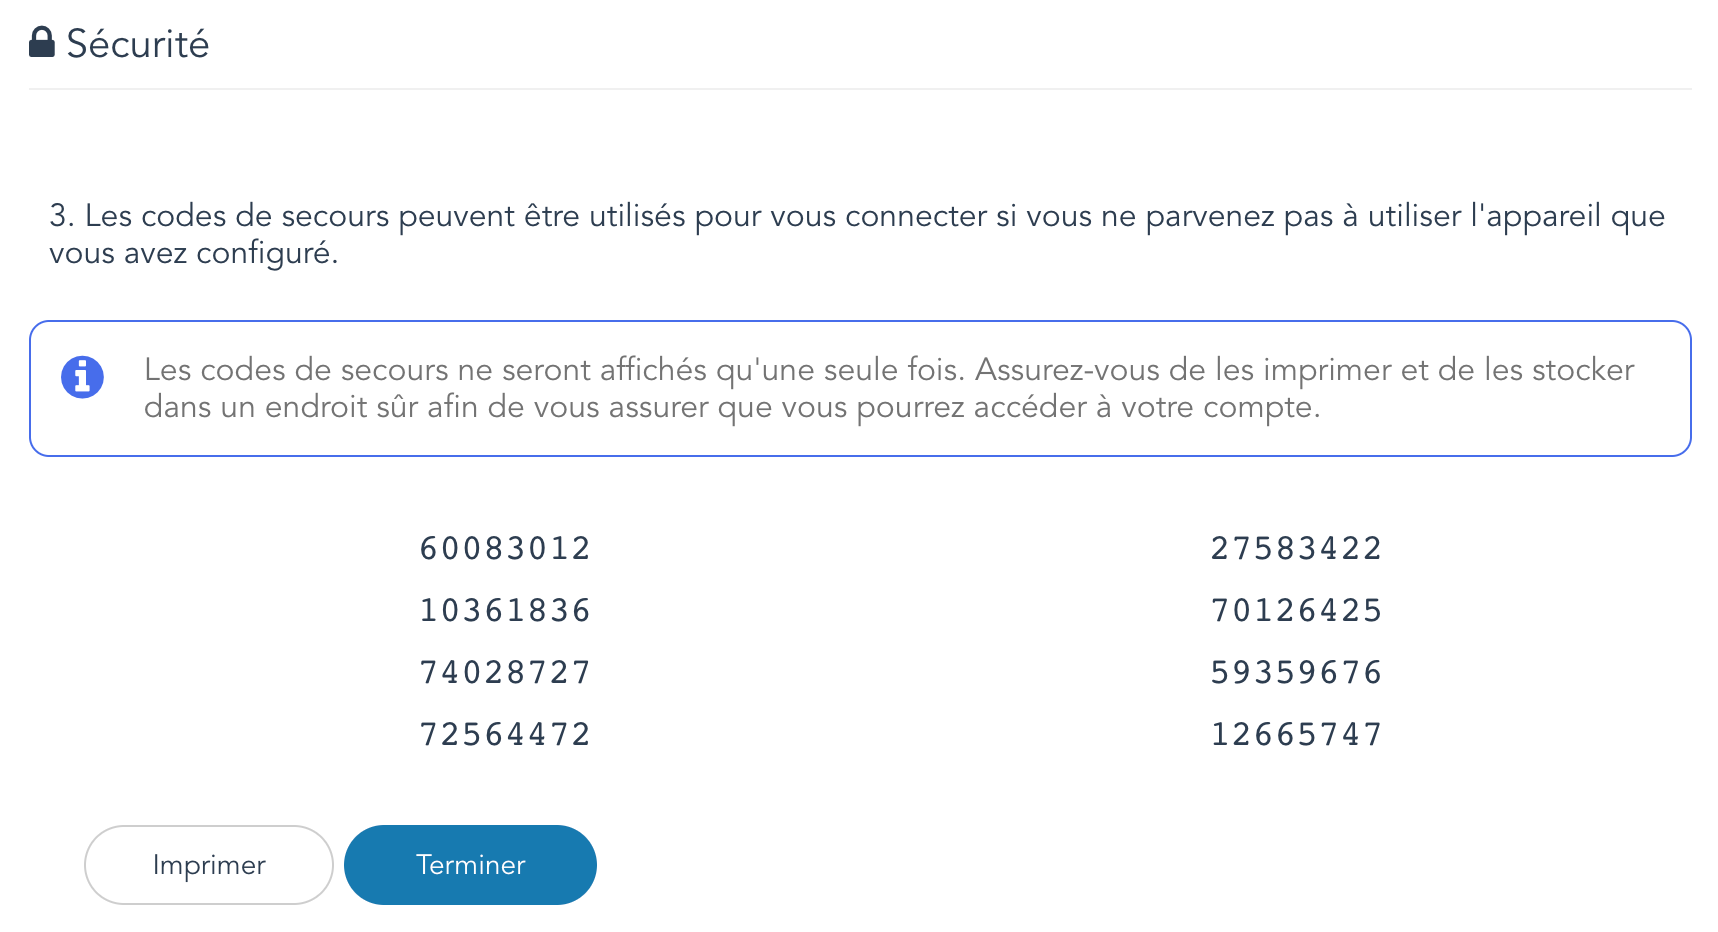 Sécurité
3. Les codes de secours peuvent être utilisés pour vous connecter si vous ne parvenez pas à utiliser l'appareil que
vous avez configuré.
Les codes de secours ne seront affichés qu'une seule fois. Assurez-vous de les imprimer et de les stocker
dans un endroit sûr afin de vous assurer que vous pourrez accéder à votre compte.
60083012 27583422
10361836 70126425
74028727 59359676
72564472 12665747
Imprimer Terminer